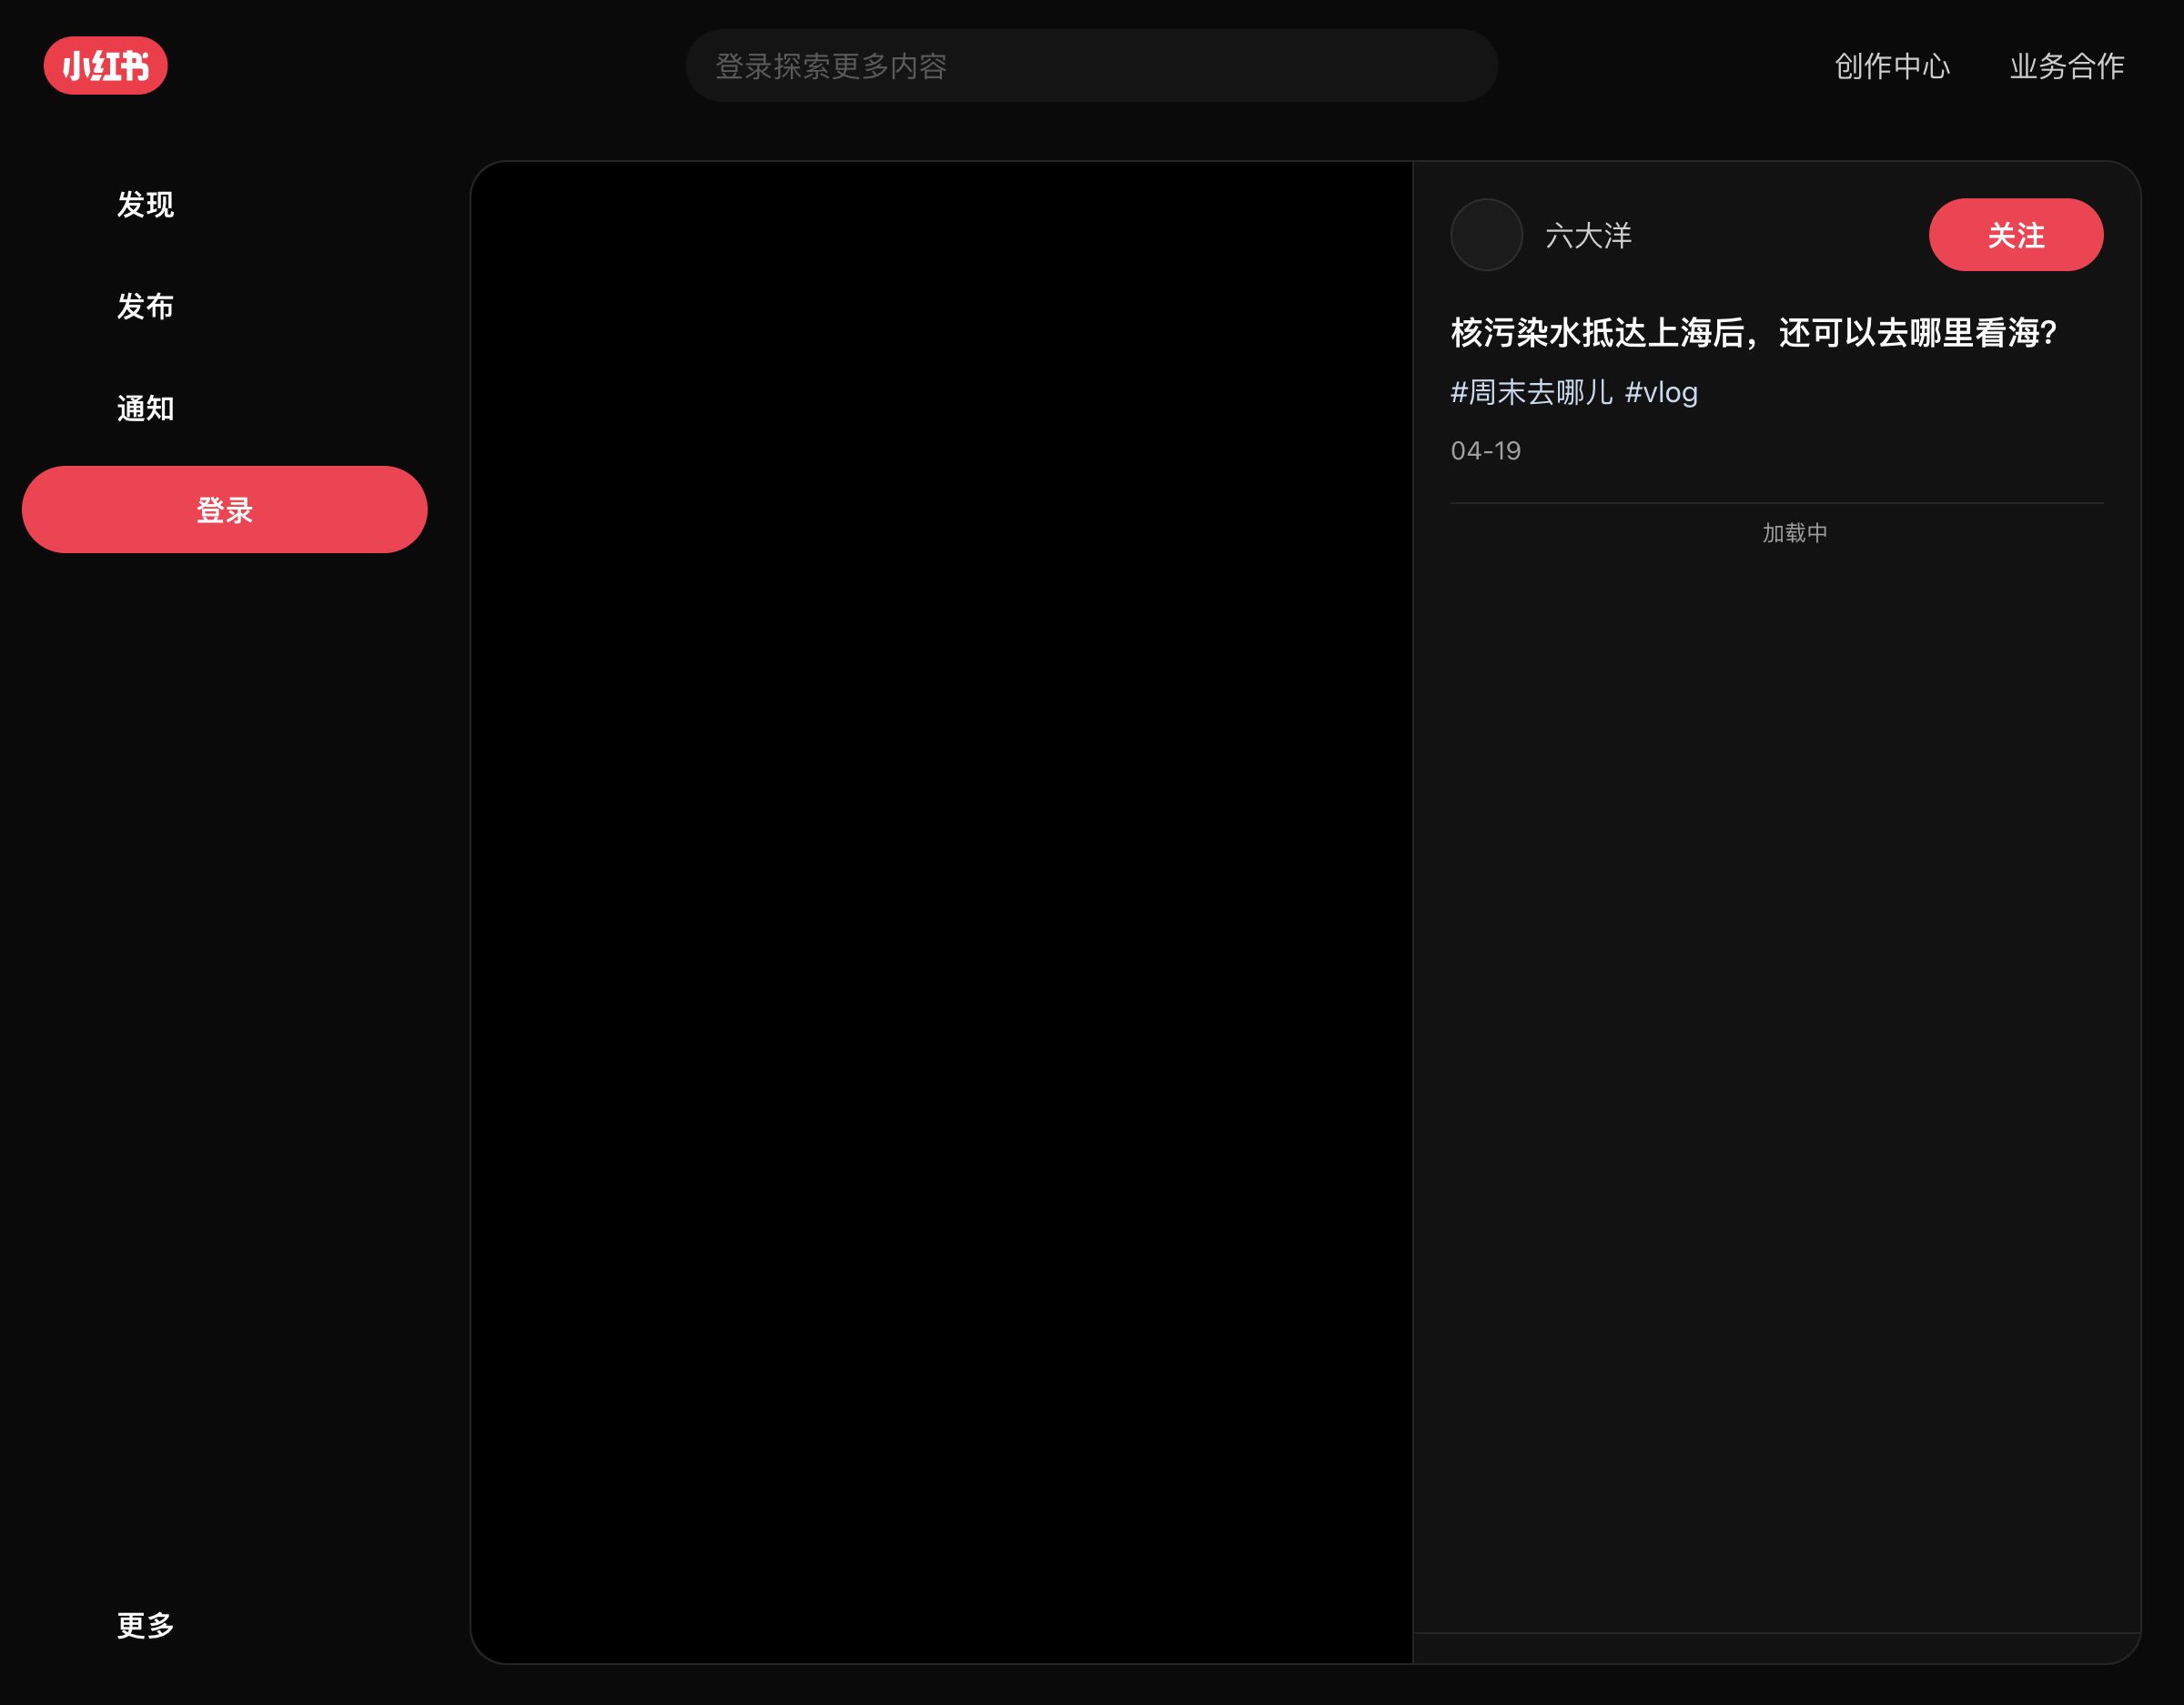 小红书
登录探索更多内容
创作中心
业务合作
发现
发布
通知
登录
更多
六大洋
关注
核污染水抵达上海后，还可以去哪里看海？
#周末去哪儿 #vlog
04-19
加载中